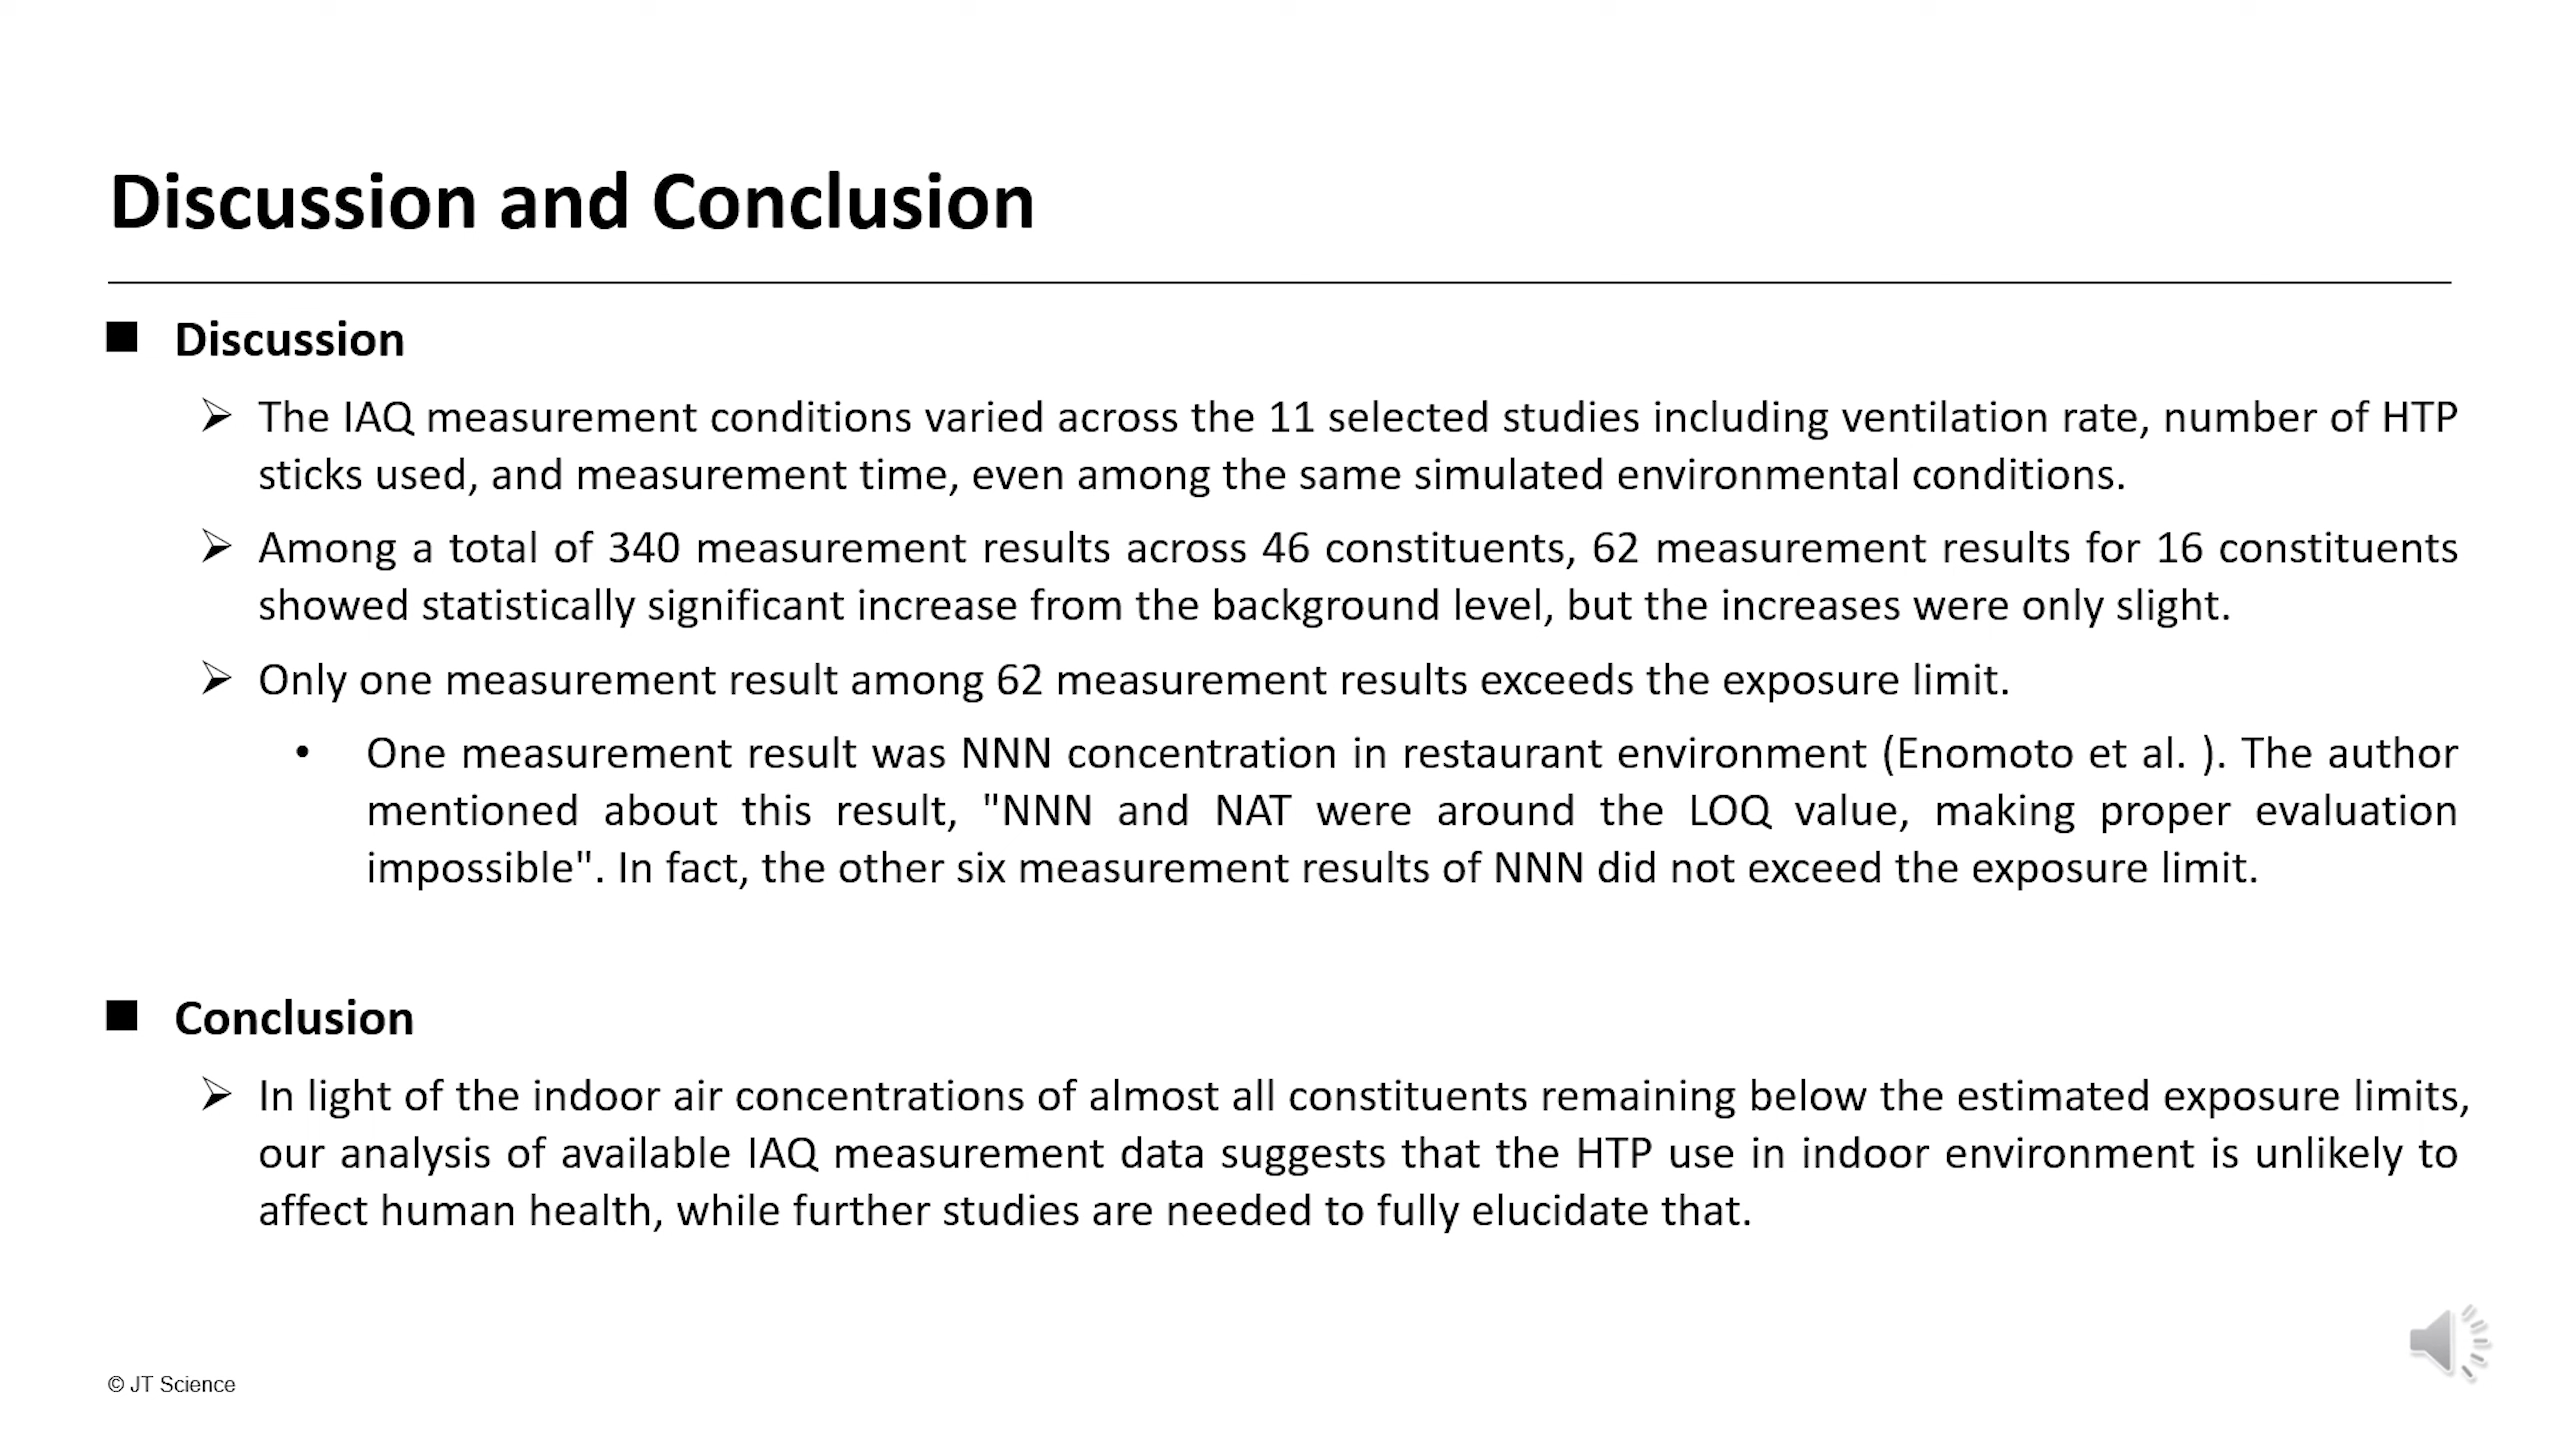 Discussion and Conclusion
■ Discussion
➢ The IAQ measurement conditions varied across the 11 selected studies including ventilation rate, number of HTP
sticks used, and measurement time, even among the same simulated environmental conditions.
➢ Among a total of 340 measurement results across 46 constituents, 62 measurement results for 16 constituents
showed statistically significant increase from the background level, but the increases were only slight.
➢ Only one measurement result among 62 measurement results exceeds the exposure limit.
• One measurement result was NNN concentration in restaurant environment (Enomoto et al. ). The author
mentioned about this result, "NNN and NAT were around the LOQ value, making proper evaluation
impossible". In fact, the other six measurement results of NNN did not exceed the exposure limit.
■ Conclusion
➢ In light of the indoor air concentrations of almost all constituents remaining below the estimated exposure limits,
our analysis of available IAQ measurement data suggests that the HTP use in indoor environment is unlikely to
affect human health, while further studies are needed to fully elucidate that.
© JT Science